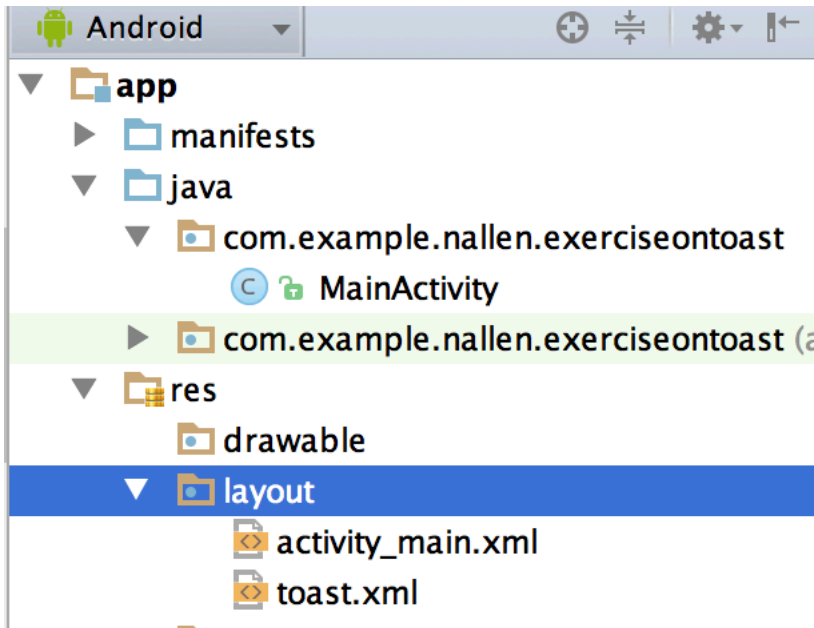 Android
app
manifests
java
com.example.nallen.exerciseontoast
C MainActivity
com.example.nallen.exerciseontoast
res
drawable
layout
<> activity_main.xml
<> toast.xml